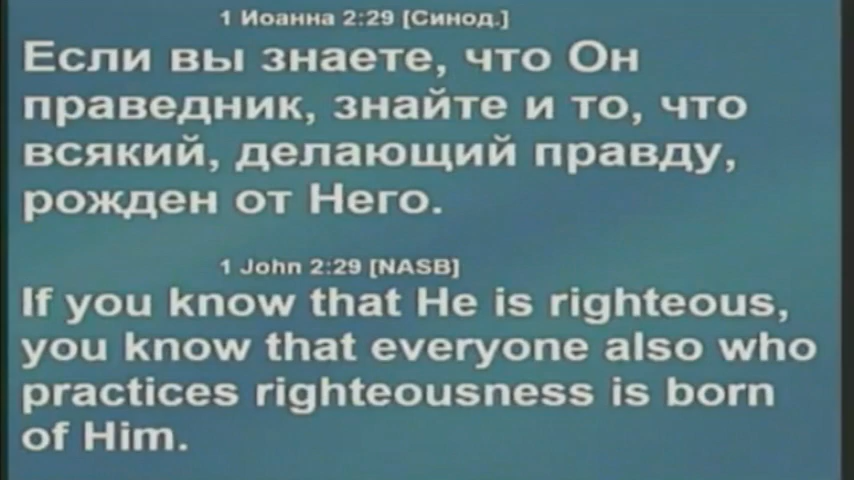 1 Иоанна 2:29 [Синод.]
Если вы знаете, что Он
праведник, знайте и то, что
всякий, делающий правду,
рожден от Него.
1 John 2:29 [NASB]
If you know that He is righteous,
you know that everyone also who
practices righteousness is born
of Him.